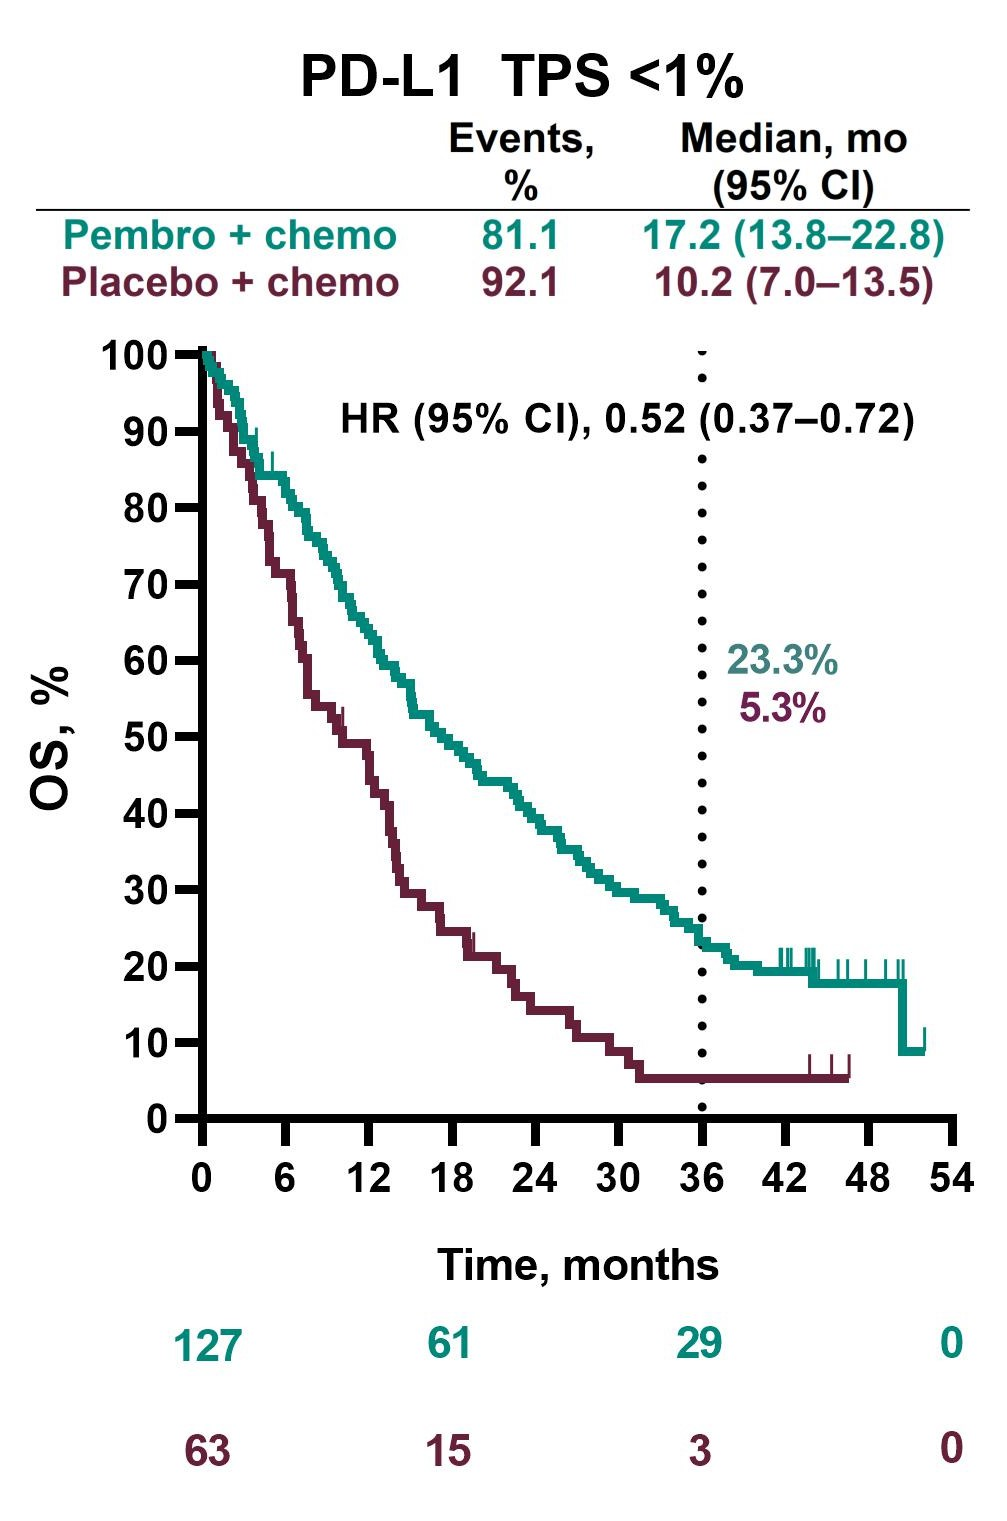 PD-L1 TPS <1%
Events, % Median, mo (95% CI)
Pembro + chemo 81.1 17.2 (13.8–22.8)
Placebo + chemo 92.1 10.2 (7.0–13.5)
HR (95% CI), 0.52 (0.37–0.72)
23.3%
5.3%
OS, %
100
90
80
70
60
50
40
30
20
10
0
0 6 12 18 24 30 36 42 48 54
Time, months
127 61 29 0
63 15 3 0